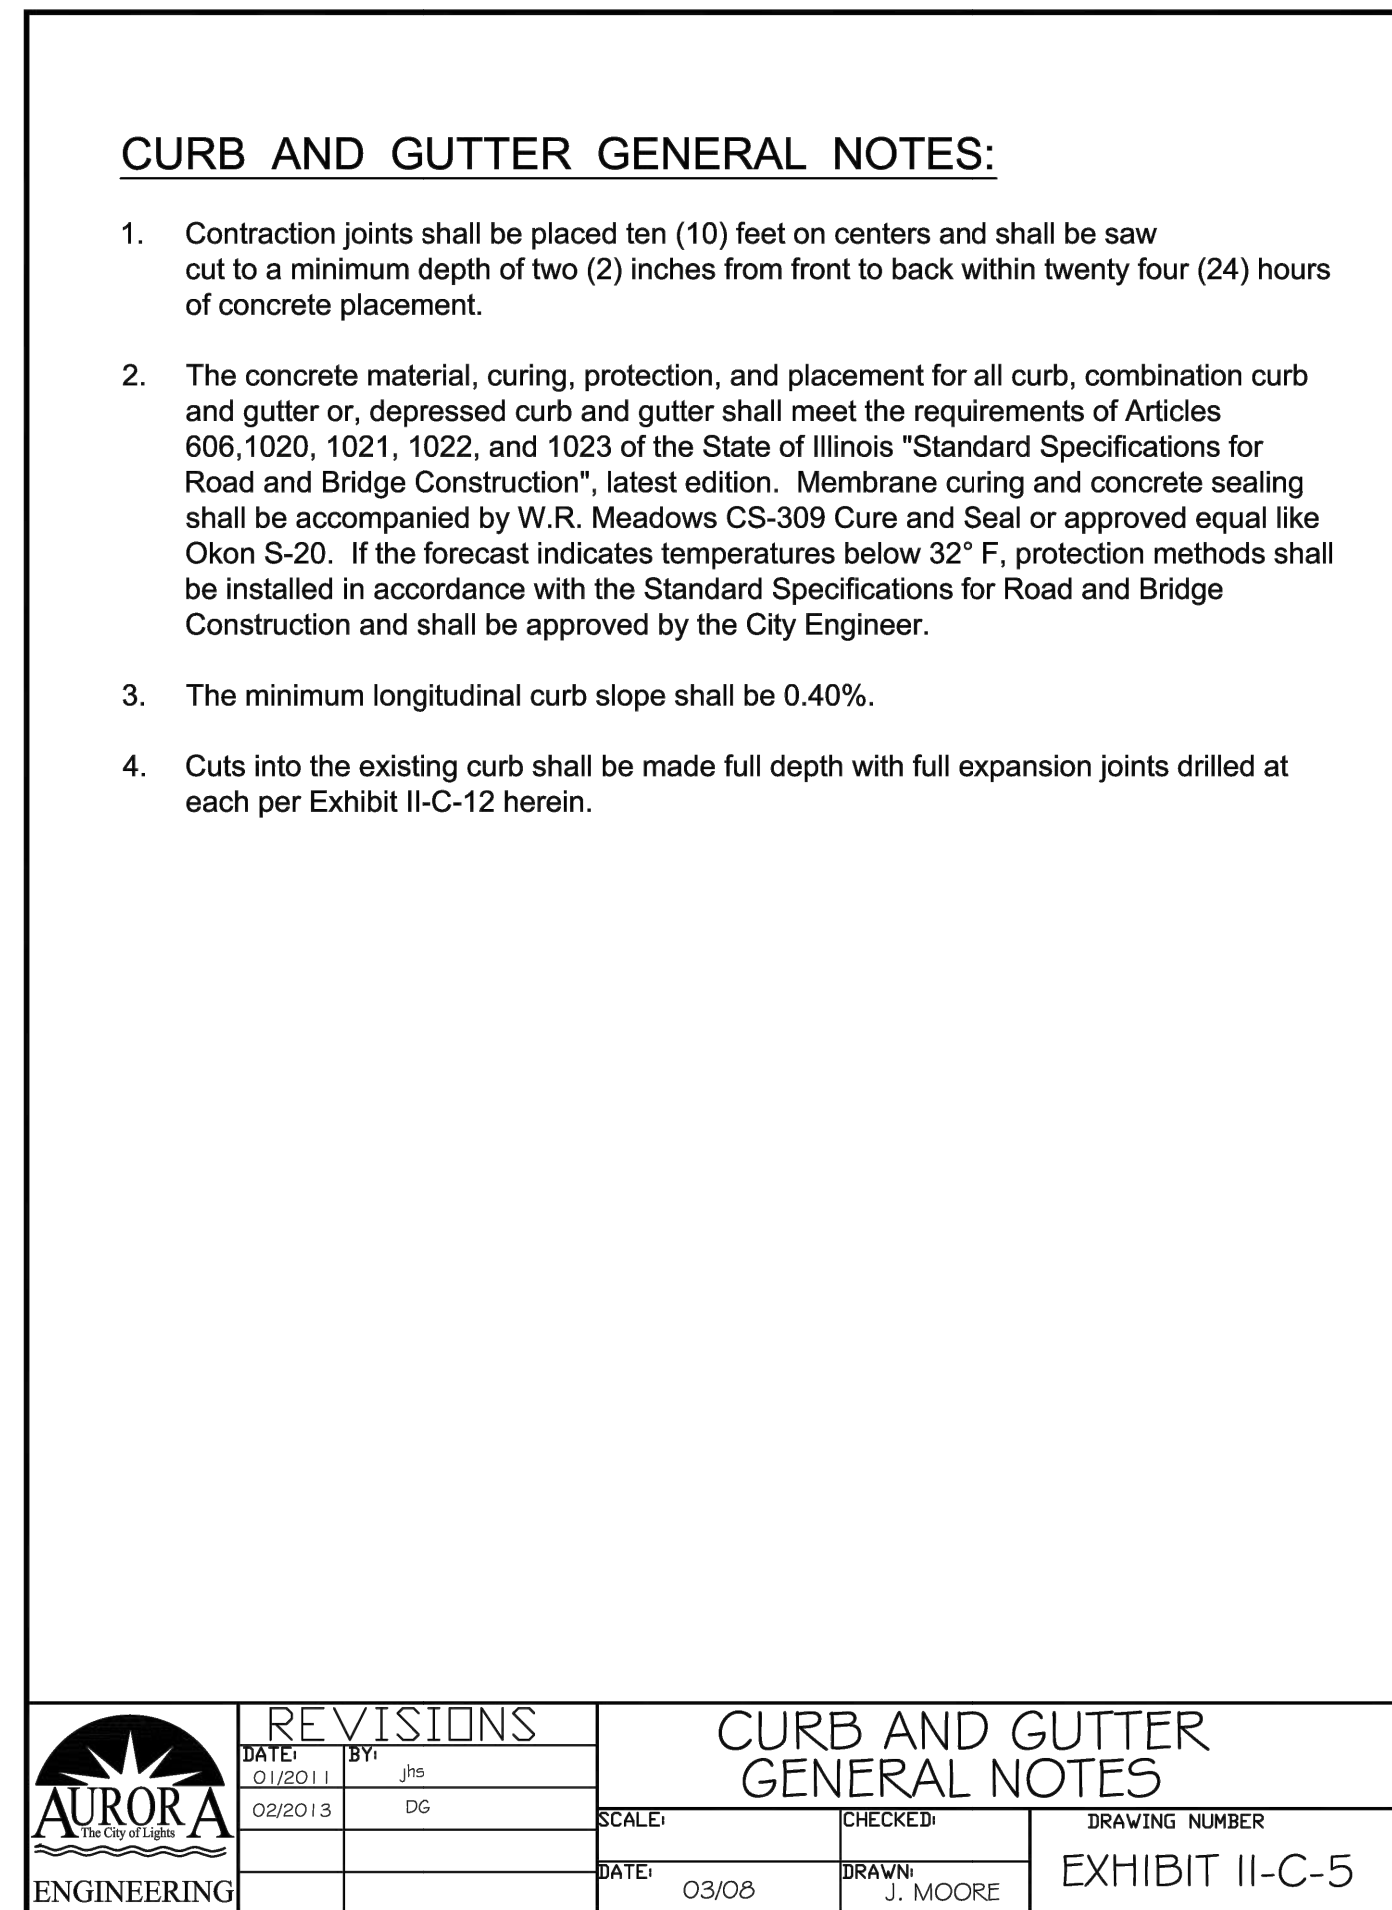 CURB AND GUTTER GENERAL NOTES:
1. Contraction joints shall be placed ten (10) feet on centers and shall be saw
cut to a minimum depth of two (2) inches from front to back within twenty four (24) hours
of concrete placement.
2. The concrete material, curing, protection, and placement for all curb, combination curb
and gutter or, depressed curb and gutter shall meet the requirements of Articles
606,1020, 1021, 1022, and 1023 of the State of Illinois "Standard Specifications for
Road and Bridge Construction", latest edition. Membrane curing and concrete sealing
shall be accompanied by W.R. Meadows CS-309 Cure and Seal or approved equal like
Okon S-20. If the forecast indicates temperatures below 32° F, protection methods shall
be installed in accordance with the Standard Specifications for Road and Bridge
Construction and shall be approved by the City Engineer.
3. The minimum longitudinal curb slope shall be 0.40%.
4. Cuts into the existing curb shall be made full depth with full expansion joints drilled at
each per Exhibit II-C-12 herein.
AURORA
The City of Lights
ENGINEERING
REVISIONS
DATE: BY:
01/2011 jhs
02/2013 DG
CURB AND GUTTER
GENERAL NOTES
SCALE:
CHECKED:
DATE: 03/08
DRAWN: J. MOORE
DRAWING NUMBER
EXHIBIT II-C-5